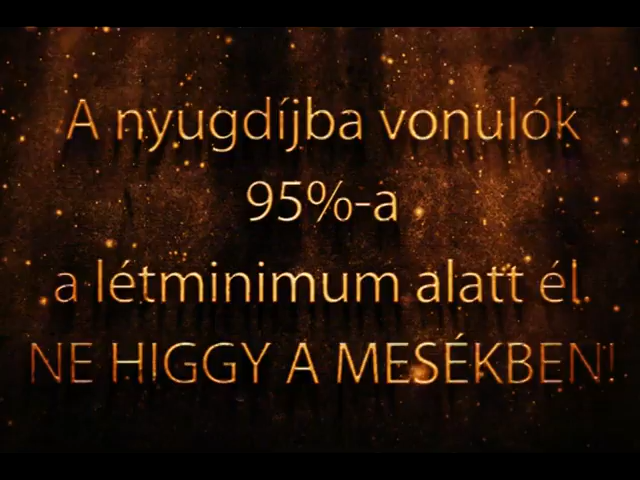 A nyugdíjba vonulók
95%-a
a létminimum alatt él.
NE HIGGY A MESÉKBEN!